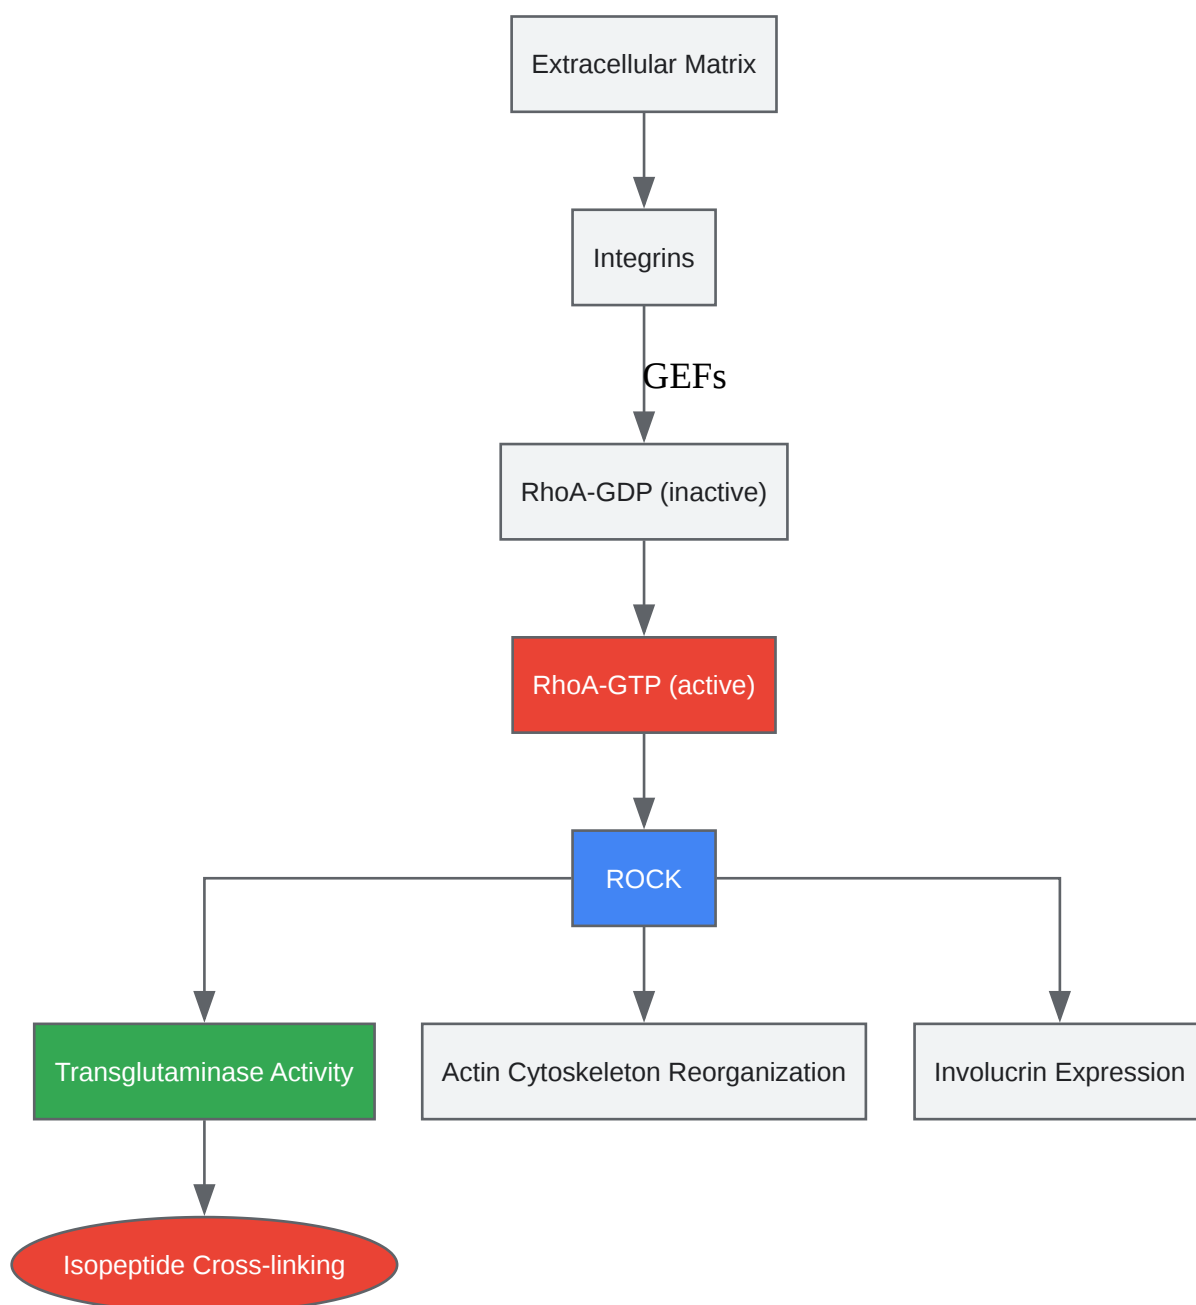 Extracellular Matrix
Integrins
GEFs
RhoA-GDP (inactive)
RhoA-GTP (active)
ROCK
Transglutaminase Activity
Actin Cytoskeleton Reorganization
Involucrin Expression
Isopeptide Cross-linking